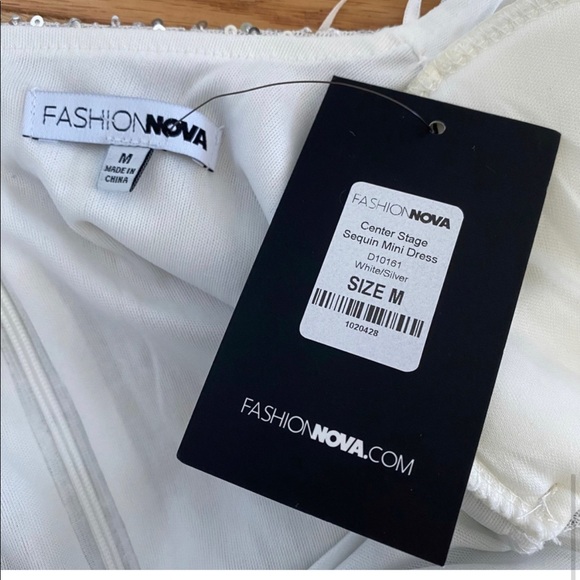 FASHIONNOVA
M
MADE IN
CHINA
FASHIONNOVA
Center Stage
Sequin Mini Dress
D10161
White/Silver
SIZE M
1020428
FASHIONNOVA.COM